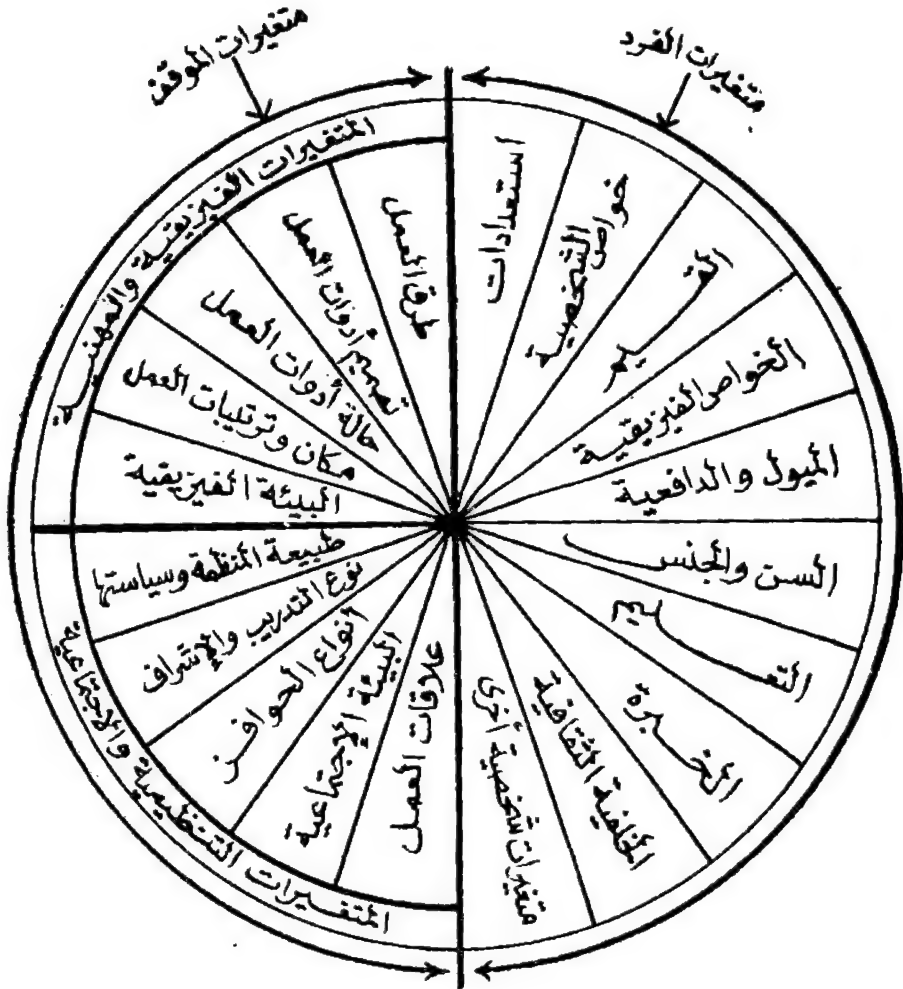 متغيرات الفرد
استعدادات
خواص
الشخصية
القيم
الخواص الفيزيقية
الميول والدافعية
السن والجنس
التعليم
الخبرة
الخلفية الثقافية
متغيرات شخصية أخرى
متغيرات الموقف
المتغيرات الفيزيقية والمهنية
طرق العمل
تصميم أدوات العمل
حالة أدوات العمل
مكان وترتيبات العمل
البيئة الفيزيقية
المتغيرات التنظيمية والاجتماعية
طبيعة المنظمة وسياستها
نوع التدريب والإشراف
أنواع الحوافز
البيئة الإجتماعية
علاقات العمل